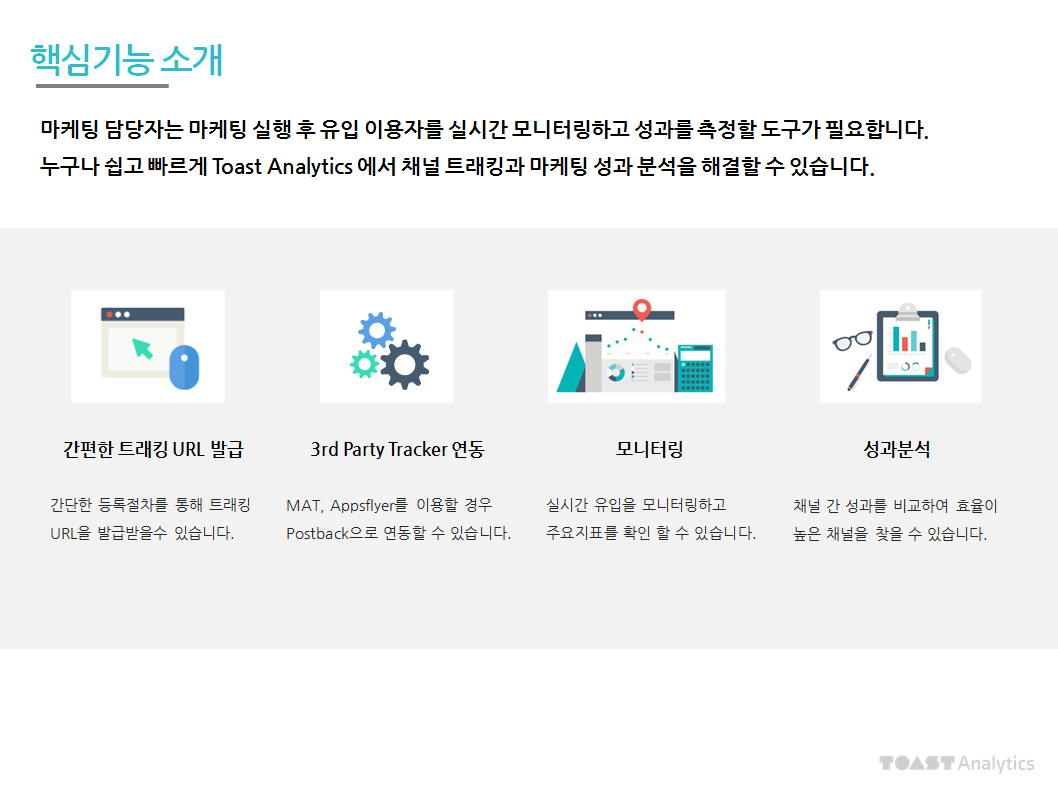 핵심기능 소개
마케팅 담당자는 마케팅 실행 후 유입 이용자를 실시간 모니터링하고 성과를 측정할 도구가 필요합니다.
누구나 쉽고 빠르게 Toast Analytics 에서 채널 트래킹과 마케팅 성과 분석을 해결할 수 있습니다.
간편한 트래킹 URL 발급
간단한 등록절차를 통해 트래킹
URL을 발급받을수 있습니다.
3rd Party Tracker 연동
MAT, Appsflyer를 이용할 경우
Postback으로 연동할 수 있습니다.
모니터링
실시간 유입을 모니터링하고
주요지표를 확인 할 수 있습니다.
성과분석
채널 간 성과를 비교하여 효율이
높은 채널을 찾을 수 있습니다.
TOAST Analytics